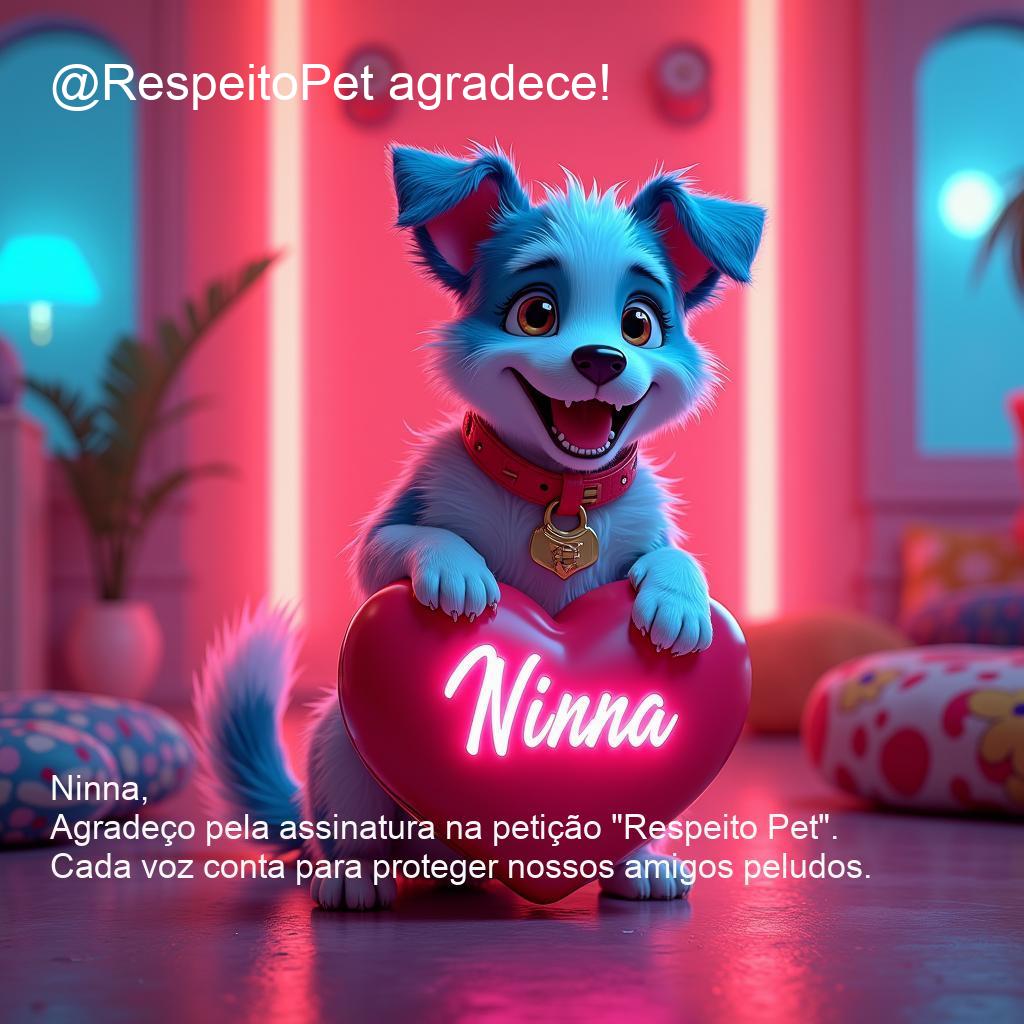 @RespeitoPet agradece!
Ninna
Ninna,
Agradeço pela assinatura na petição "Respeito Pet".
Cada voz conta para proteger nossos amigos peludos.